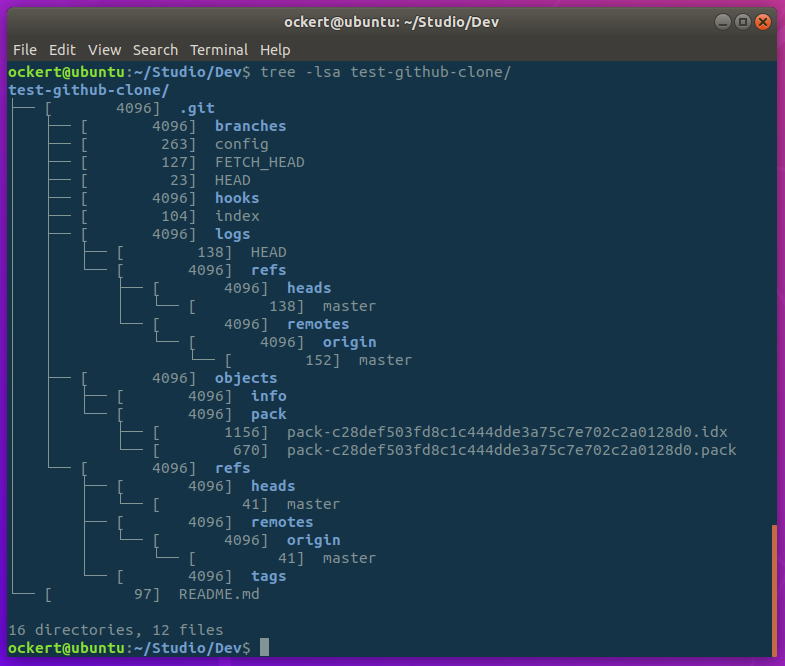 ockert@ubuntu: ~/Studio/Dev
File Edit View Search Terminal Help
ockert@ubuntu:~/Studio/Dev$ tree -lsa test-github-clone/
test-github-clone/
├── [       4096]  .git
│   ├── [       4096]  branches
│   ├── [        263]  config
│   ├── [        127]  FETCH_HEAD
│   ├── [         23]  HEAD
│   ├── [       4096]  hooks
│   ├── [        104]  index
│   ├── [       4096]  logs
│   │   ├── [        138]  HEAD
│   │   └── [       4096]  refs
│   │       ├── [       4096]  heads
│   │       │   └── [        138]  master
│   │       └── [       4096]  remotes
│   │           └── [       4096]  origin
│   │               └── [        152]  master
│   ├── [       4096]  objects
│   │   ├── [       4096]  info
│   │   └── [       4096]  pack
│   │       ├── [       1156]  pack-c28def503fd8c1c444dde3a75c7e702c2a0128d0.idx
│   │       └── [        670]  pack-c28def503fd8c1c444dde3a75c7e702c2a0128d0.pack
│   └── [       4096]  refs
│       ├── [       4096]  heads
│       │   └── [         41]  master
│       ├── [       4096]  remotes
│       │   └── [       4096]  origin
│       │       └── [         41]  master
│       └── [       4096]  tags
└── [         97]  README.md
16 directories, 12 files
ockert@ubuntu:~/Studio/Dev$